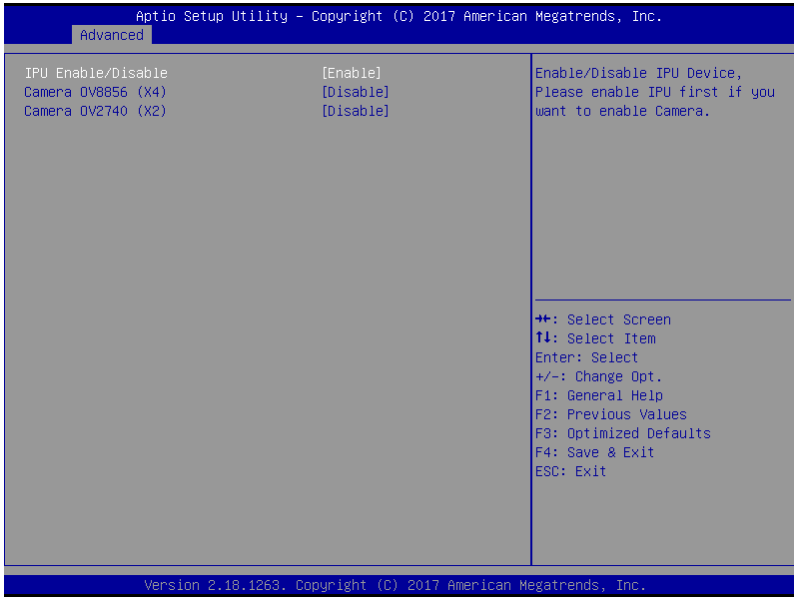 Aptio Setup Utility – Copyright (C) 2017 American Megatrends, Inc.
Advanced
IPU Enable/Disable [Enable]
Camera OV8856 (X4) [Disable]
Camera OV2740 (X2) [Disable]
Enable/Disable IPU Device,
Please enable IPU first if you
want to enable Camera.
→←: Select Screen
↑↓: Select Item
Enter: Select
+/-: Change Opt.
F1: General Help
F2: Previous Values
F3: Optimized Defaults
F4: Save & Exit
ESC: Exit
Version 2.18.1263. Copyright (C) 2017 American Megatrends, Inc.